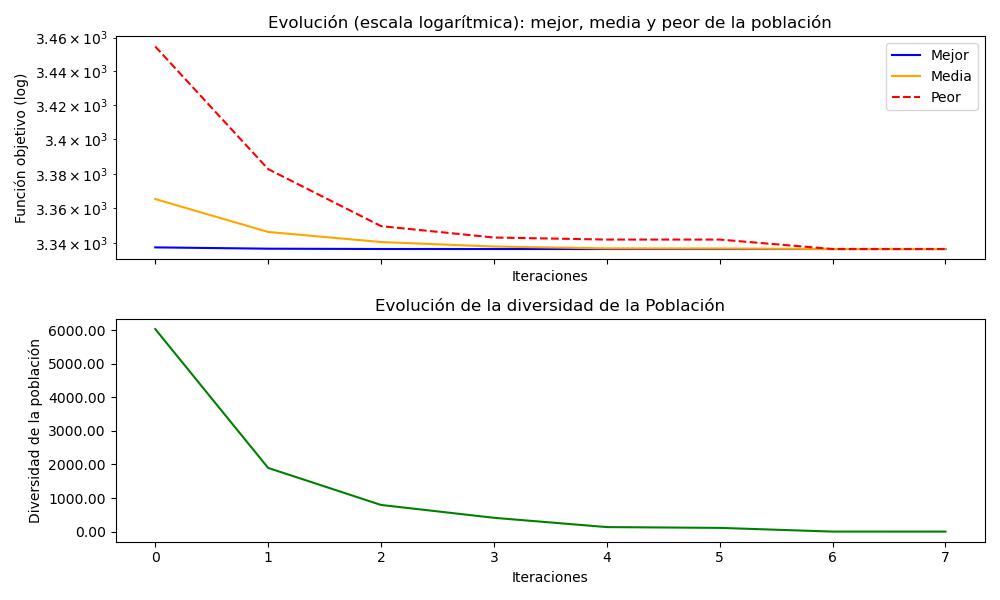 Evolución (escala logarítmica): mejor, media y peor de la población
3.46 × 10³
3.44 × 10³
3.42 × 10³
3.4 × 10³
3.38 × 10³
3.36 × 10³
3.34 × 10³
Función objetivo (log)
Mejor
Media
Peor
Iteraciones
Evolución de la diversidad de la Población
6000.00
5000.00
4000.00
3000.00
2000.00
1000.00
0.00
Diversidad de la población
0 1 2 3 4 5 6 7
Iteraciones